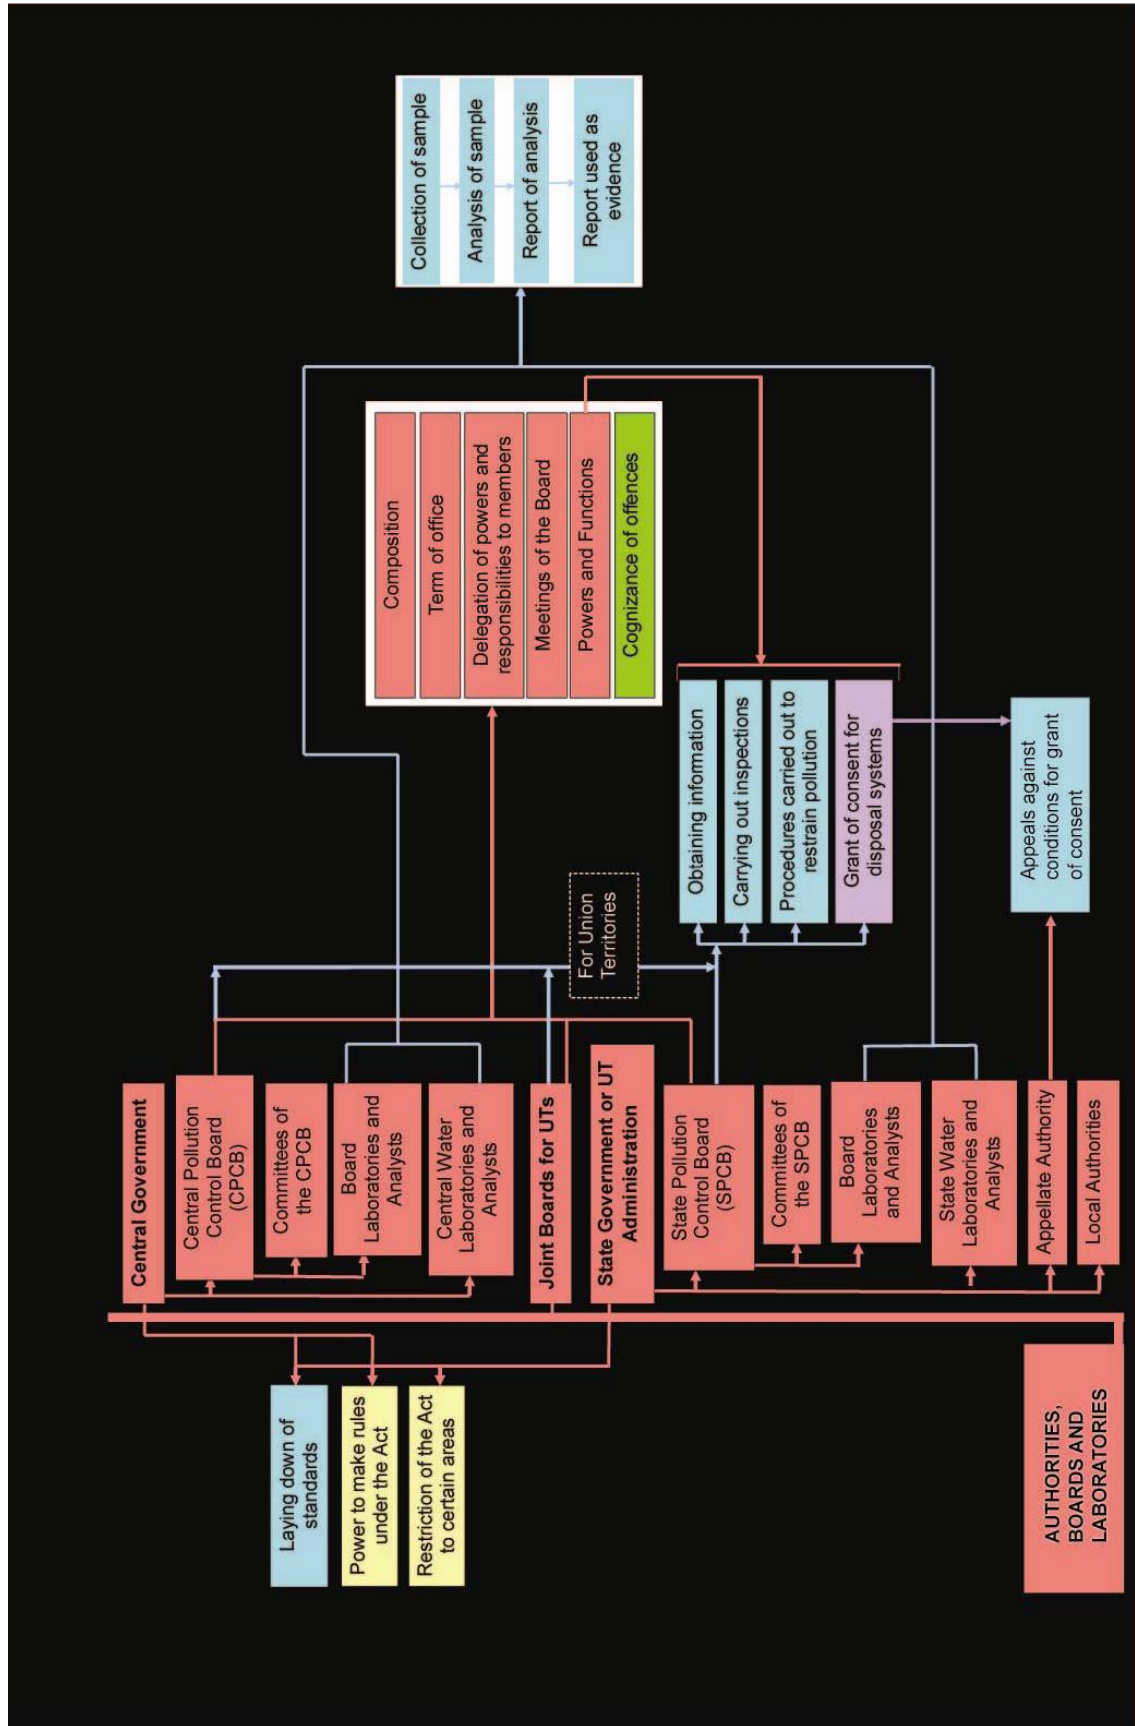 Collection of sample
Analysis of sample
Report of analysis
Report used as
evidence
Composition
Term of office
Delegation of powers and
responsibilities to members
Meetings of the Board
Powers and Functions
Cognizance of offences
For Union
Territories
Obtaining information
Carrying out inspections
Procedures carried out to
restrain pollution
Grant of consent for
disposal systems
Appeals against
conditions for grant
of consent
Central Government
Central Pollution
Control Board
(CPCB)
Committees of
the CPCB
Board
Laboratories and
Analysts
Central Water
Laboratories and
Analysts
Joint Boards for UTs
State Government or UT
Administration
State Pollution
Control Board
(SPCB)
Committees of
the SPCB
Board
Laboratories
and Analysts
State Water
Laboratories and
Analysts
Appellate Authority
Local Authorities
Laying down of
standards
Power to make rules
under the Act
Restriction of the Act
to certain areas
AUTHORITIES,
BOARDS AND
LABORATORIES